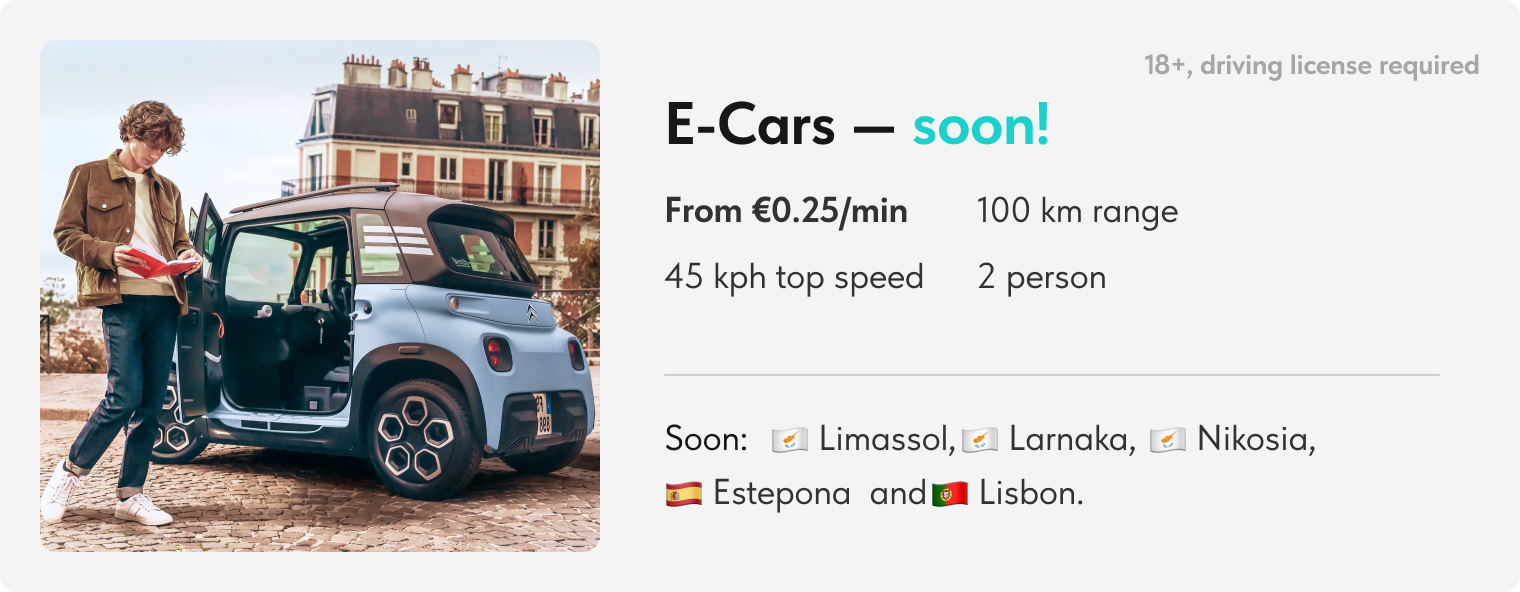 18+, driving license required
E-Cars — soon!
From €0.25/min
100 km range
45 kph top speed
2 person
Soon: 🇨🇾 Limassol, 🇨🇾 Larnaka, 🇨🇾 Nikosia,
🇪🇸 Estepona and 🇵🇹 Lisbon.